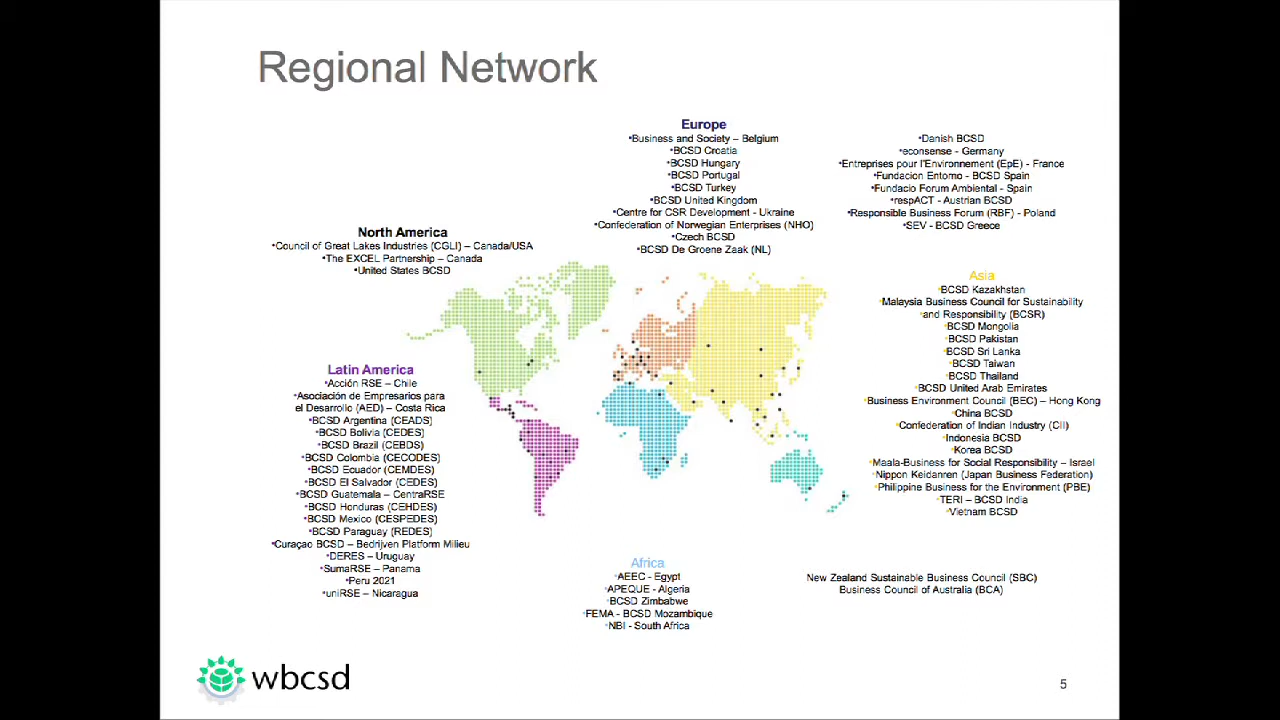 Regional Network
Europe
•Business and Society – Belgium
•BCSD Croatia
•BCSD Hungary
•BCSD Portugal
•BCSD Turkey
•BCSD United Kingdom
•Centre for CSR Development - Ukraine
•Confederation of Norwegian Enterprises (NHO)
•Czech BCSD
•BCSD De Groene Zaak (NL)
•Danish BCSD
•econsense - Germany
•Entreprises pour l'Environnement (EpE) - France
•Fundacion Entorno - BCSD Spain
•Fundacio Forum Ambiental - Spain
•respACT - Austrian BCSD
•Responsible Business Forum (RBF) - Poland
•SEV - BCSD Greece
North America
•Council of Great Lakes Industries (CGLI) – Canada/USA
•The EXCEL Partnership – Canada
•United States BCSD
Asia
•BCSD Kazakhstan
•Malaysia Business Council for Sustainability
•and Responsibility (BCSR)
•BCSD Mongolia
•BCSD Pakistan
•BCSD Sri Lanka
•BCSD Taiwan
•BCSD Thailand
•BCSD United Arab Emirates
•Business Environment Council (BEC) – Hong Kong
•China BCSD
•Confederation of Indian Industry (CII)
•Indonesia BCSD
•Korea BCSD
•Maala-Business for Social Responsibility – Israel
•Nippon Keidanren (Japan Business Federation)
•Philippine Business for the Environment (PBE)
•TERI – BCSD India
•Vietnam BCSD
Latin America
•Acción RSE – Chile
•Asociación de Empresarios para
el Desarrollo (AED) – Costa Rica
•BCSD Argentina (CEADS)
•BCSD Bolivia (CEDES)
•BCSD Brazil (CEBDS)
•BCSD Colombia (CECODES)
•BCSD Ecuador (CEMDES)
•BCSD El Salvador (CEDES)
•BCSD Guatemala – CentraRSE
•BCSD Honduras (CEHDES)
•BCSD Mexico (CESPEDES)
•BCSD Paraguay (REDES)
•Curaçao BCSD – Bedrijven Platform Milieu
•DERES – Uruguay
•SumaRSE – Panama
•Peru 2021
•uniRSE – Nicaragua
Africa
•AEEC - Egypt
•APEQUE - Algeria
•BCSD Zimbabwe
•FEMA - BCSD Mozambique
•NBI - South Africa
New Zealand Sustainable Business Council (SBC)
Business Council of Australia (BCA)
wbcsd
5